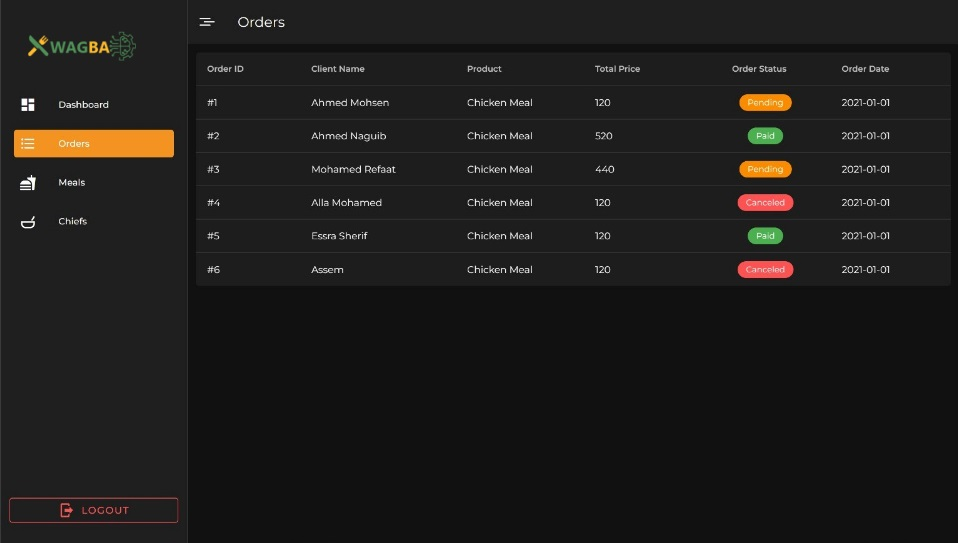 WAGBA
Orders
Dashboard
Orders
Meals
Chiefs
LOGOUT
Order ID Client Name Product Total Price Order Status Order Date
#1 Ahmed Mohsen Chicken Meal 120 Pending 2021-01-01
#2 Ahmed Naguib Chicken Meal 520 Paid 2021-01-01
#3 Mohamed Refaat Chicken Meal 440 Pending 2021-01-01
#4 Alla Mohamed Chicken Meal 120 Canceled 2021-01-01
#5 Essra Sherif Chicken Meal 120 Paid 2021-01-01
#6 Assem Chicken Meal 120 Canceled 2021-01-01